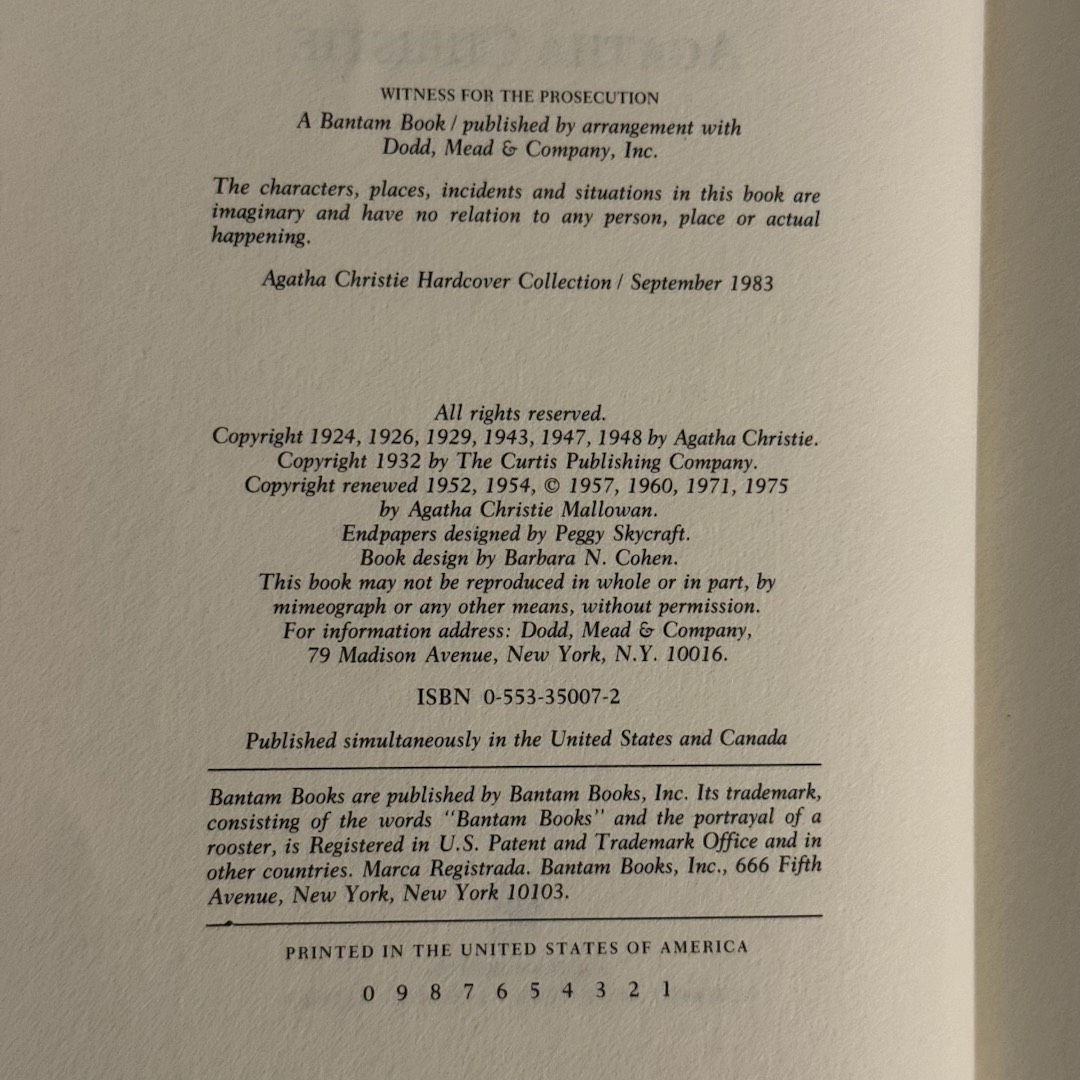 WITNESS FOR THE PROSECUTION
A Bantam Book / published by arrangement with
Dodd, Mead & Company, Inc.
The characters, places, incidents and situations in this book are
imaginary and have no relation to any person, place or actual
happening.
Agatha Christie Hardcover Collection / September 1983
All rights reserved.
Copyright 1924, 1926, 1929, 1943, 1947, 1948 by Agatha Christie.
Copyright 1932 by The Curtis Publishing Company.
Copyright renewed 1952, 1954, © 1957, 1960, 1971, 1975
by Agatha Christie Mallowan.
Endpapers designed by Peggy Skycraft.
Book design by Barbara N. Cohen.
This book may not be reproduced in whole or in part, by
mimeograph or any other means, without permission.
For information address: Dodd, Mead & Company,
79 Madison Avenue, New York, N.Y. 10016.
ISBN 0-553-35007-2
Published simultaneously in the United States and Canada
Bantam Books are published by Bantam Books, Inc. Its trademark,
consisting of the words "Bantam Books" and the portrayal of a
rooster, is Registered in U.S. Patent and Trademark Office and in
other countries. Marca Registrada. Bantam Books, Inc., 666 Fifth
Avenue, New York, New York 10103.
PRINTED IN THE UNITED STATES OF AMERICA
0 9 8 7 6 5 4 3 2 1